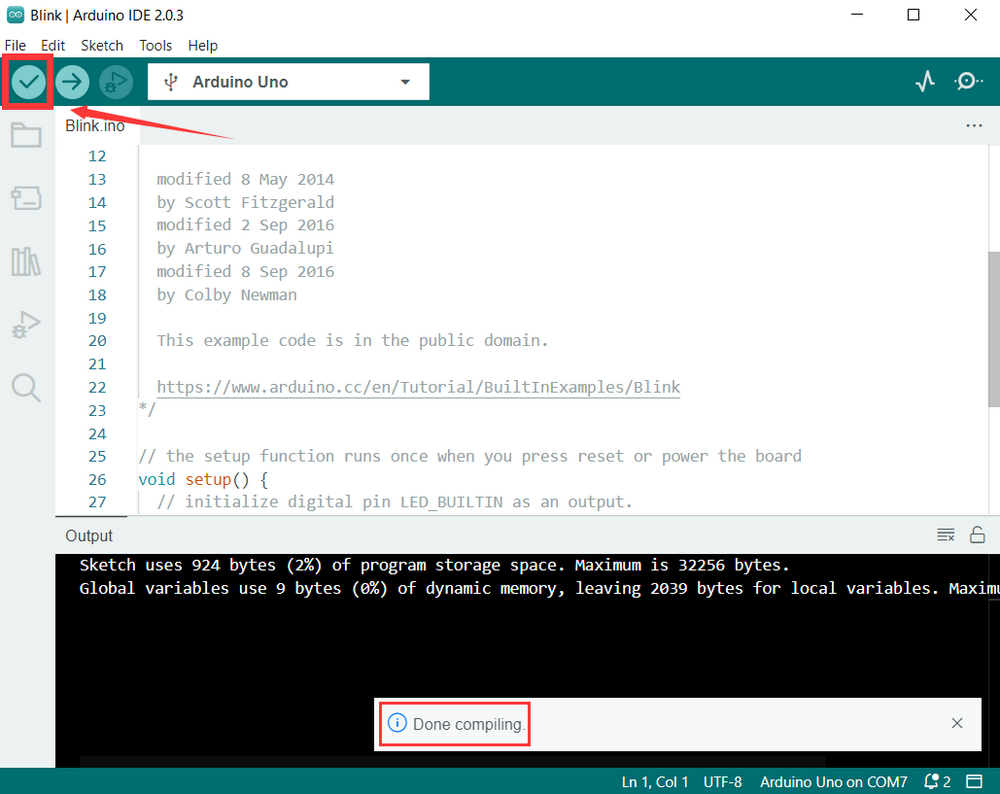 Blink | Arduino IDE 2.0.3
File Edit Sketch Tools Help
Arduino Uno
Blink.ino
12
13 modified 8 May 2014
14 by Scott Fitzgerald
15 modified 2 Sep 2016
16 by Arturo Guadalupi
17 modified 8 Sep 2016
18 by Colby Newman
19
20 This example code is in the public domain.
21
22 https://www.arduino.cc/en/Tutorial/BuiltInExamples/Blink
23 */
24
25 // the setup function runs once when you press reset or power the board
26 void setup() {
27 // initialize digital pin LED_BUILTIN as an output.
Output
Sketch uses 924 bytes (2%) of program storage space. Maximum is 32256 bytes.
Global variables use 9 bytes (0%) of dynamic memory, leaving 2039 bytes for local variables. Maximu
Done compiling.
Ln 1, Col 1 UTF-8 Arduino Uno on COM7 2